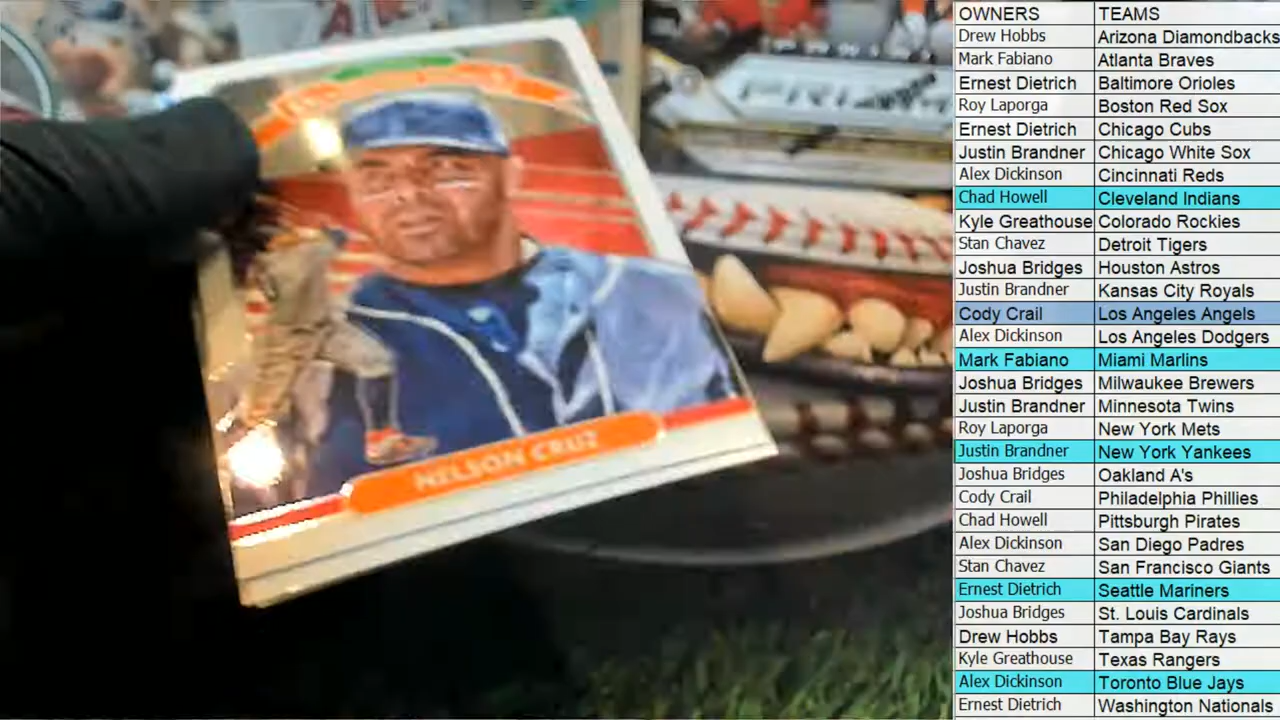 NELSON CRUZ
OWNERS TEAMS
Drew Hobbs Arizona Diamondbacks
Mark Fabiano Atlanta Braves
Ernest Dietrich Baltimore Orioles
Roy Laporga Boston Red Sox
Ernest Dietrich Chicago Cubs
Justin Brandner Chicago White Sox
Alex Dickinson Cincinnati Reds
Chad Howell Cleveland Indians
Kyle Greathouse Colorado Rockies
Stan Chavez Detroit Tigers
Joshua Bridges Houston Astros
Justin Brandner Kansas City Royals
Cody Crail Los Angeles Angels
Alex Dickinson Los Angeles Dodgers
Mark Fabiano Miami Marlins
Joshua Bridges Milwaukee Brewers
Justin Brandner Minnesota Twins
Roy Laporga New York Mets
Justin Brandner New York Yankees
Joshua Bridges Oakland A's
Cody Crail Philadelphia Phillies
Chad Howell Pittsburgh Pirates
Alex Dickinson San Diego Padres
Stan Chavez San Francisco Giants
Ernest Dietrich Seattle Mariners
Joshua Bridges St. Louis Cardinals
Drew Hobbs Tampa Bay Rays
Kyle Greathouse Texas Rangers
Alex Dickinson Toronto Blue Jays
Ernest Dietrich Washington Nationals